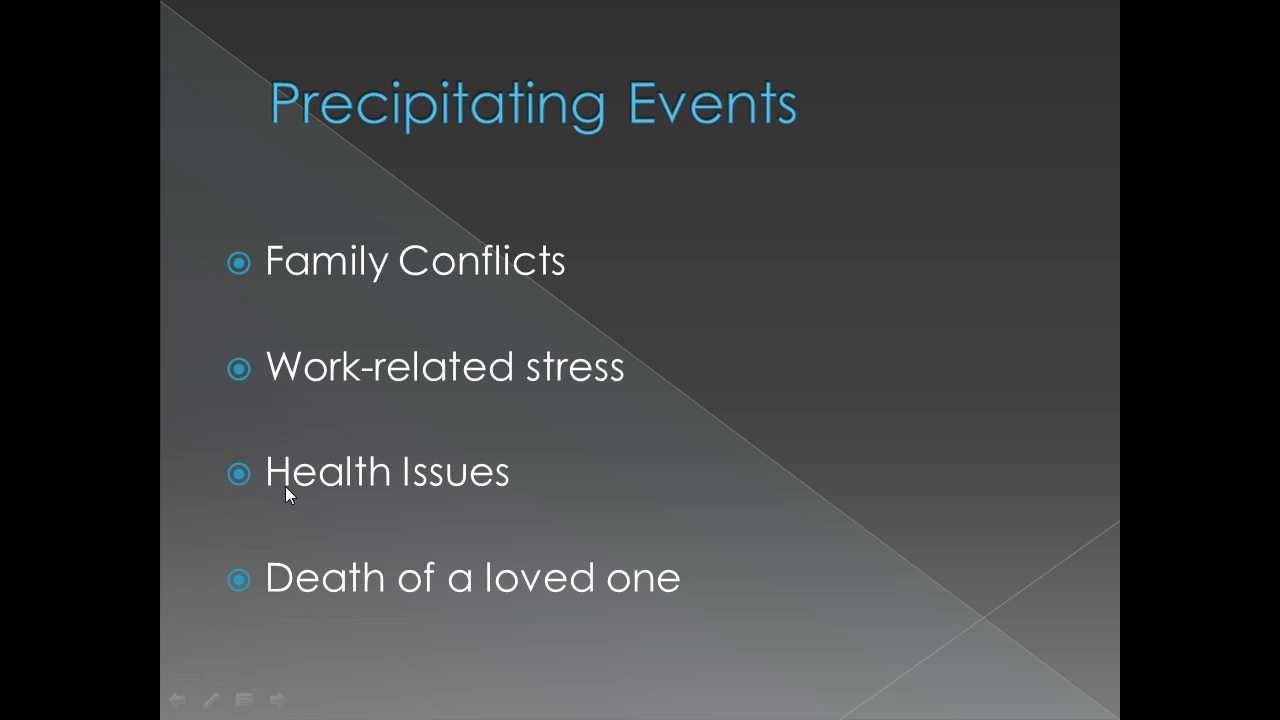 Precipitating Events
Family Conflicts
Work-related stress
Health Issues
Death of a loved one